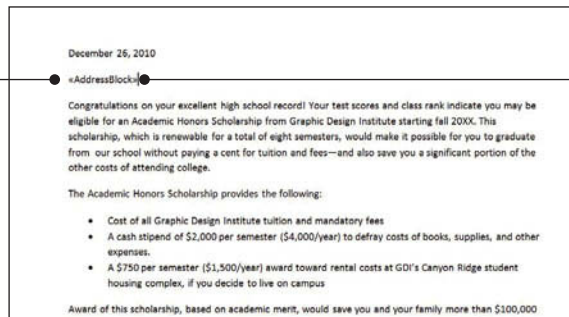 December 26, 2010
«AddressBlock»
Congratulations on your excellent high school record! Your test scores and class rank indicate you may be
eligible for an Academic Honors Scholarship from Graphic Design Institute starting fall 20XX. This
scholarship, which is renewable for a total of eight semesters, would make it possible for you to graduate
from our school without paying a cent for tuition and fees—and also save you a significant portion of the
other costs of attending college.
The Academic Honors Scholarship provides the following:
• Cost of all Graphic Design Institute tuition and mandatory fees
• A cash stipend of $2,000 per semester ($4,000/year) to defray costs of books, supplies, and other
expenses.
• A $750 per semester ($1,500/year) award toward rental costs at GDI's Canyon Ridge student
housing complex, if you decide to live on campus
Award of this scholarship, based on academic merit, would save you and your family more than $100,000